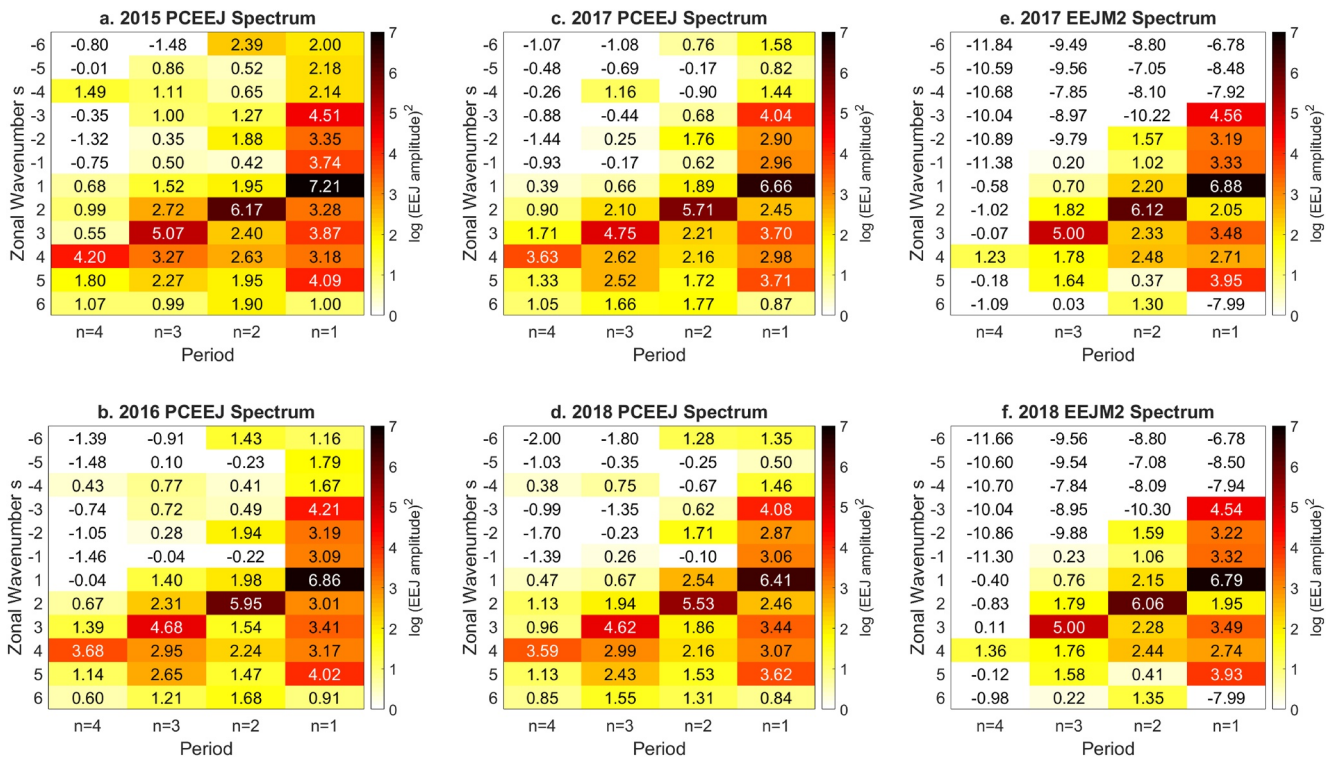 a. 2015 PCEEJ Spectrum
Zonal Wavenumber s
-6 -0.80 -1.48 2.39 2.00
-5 -0.01 0.86 0.52 2.18
-4 1.49 1.11 0.65 2.14
-3 -0.35 1.00 1.27 4.51
-2 -1.32 0.35 1.88 3.35
-1 -0.75 0.50 0.42 3.74
1 0.68 1.52 1.95 7.21
2 0.99 2.72 6.17 3.28
3 0.55 5.07 2.40 3.87
4 4.20 3.27 2.63 3.18
5 1.80 2.27 1.95 4.09
6 1.07 0.99 1.90 1.00
n=4 n=3 n=2 n=1
Period
7
6
5
4
3
2
1
0
log (EEJ amplitude)²
c. 2017 PCEEJ Spectrum
Zonal Wavenumber s
-6 -1.07 -1.08 0.76 1.58
-5 -0.48 -0.69 -0.17 0.82
-4 -0.26 1.16 -0.90 1.44
-3 -0.88 -0.44 0.68 4.04
-2 -1.44 0.25 1.76 2.90
-1 -0.93 -0.17 0.62 2.96
1 0.39 0.66 1.89 6.66
2 0.90 2.10 5.71 2.45
3 1.71 4.75 2.21 3.70
4 3.63 2.62 2.16 2.98
5 1.33 2.52 1.72 3.71
6 1.05 1.66 1.77 0.87
n=4 n=3 n=2 n=1
Period
7
6
5
4
3
2
1
0
log (EEJ amplitude)²
e. 2017 EEJM2 Spectrum
Zonal Wavenumber s
-6 -11.84 -9.49 -8.80 -6.78
-5 -10.59 -9.56 -7.05 -8.48
-4 -10.68 -7.85 -8.10 -7.92
-3 -10.04 -8.97 -10.22 4.56
-2 -10.89 -9.79 1.57 3.19
-1 -11.38 0.20 1.02 3.33
1 -0.58 0.70 2.20 6.88
2 -1.02 1.82 6.12 2.05
3 -0.07 5.00 2.33 3.48
4 1.23 1.78 2.48 2.71
5 -0.18 1.64 0.37 3.95
6 -1.09 0.03 1.30 -7.99
n=4 n=3 n=2 n=1
Period
7
6
5
4
3
2
1
0
log (EEJ amplitude)²
b. 2016 PCEEJ Spectrum
Zonal Wavenumber s
-6 -1.39 -0.91 1.43 1.16
-5 -1.48 0.10 -0.23 1.79
-4 0.43 0.77 0.41 1.67
-3 -0.74 0.72 0.49 4.21
-2 -1.05 0.28 1.94 3.19
-1 -1.46 -0.04 -0.22 3.09
1 -0.04 1.40 1.98 6.86
2 0.67 2.31 5.95 3.01
3 1.39 4.68 1.54 3.41
4 3.68 2.95 2.24 3.17
5 1.14 2.65 1.47 4.02
6 0.60 1.21 1.68 0.91
n=4 n=3 n=2 n=1
Period
7
6
5
4
3
2
1
0
log (EEJ amplitude)²
d. 2018 PCEEJ Spectrum
Zonal Wavenumber s
-6 -2.00 -1.80 1.28 1.35
-5 -1.03 -0.35 -0.25 0.50
-4 0.38 0.75 -0.67 1.46
-3 -0.99 -1.35 0.62 4.08
-2 -1.20 -0.23 1.71 2.87
-1 -1.39 0.26 -0.10 3.06
1 0.47 0.67 2.54 6.41
2 1.13 1.94 5.53 2.46
3 0.96 4.62 1.86 3.44
4 3.59 2.99 2.16 3.07
5 1.13 2.43 1.53 3.62
6 0.85 1.55 1.31 0.84
n=4 n=3 n=2 n=1
Period
7
6
5
4
3
2
1
0
log (EEJ amplitude)²
f. 2018 EEJM2 Spectrum
Zonal Wavenumber s
-6 -11.66 -9.56 -8.80 -6.78
-5 -10.60 -9.54 -7.08 -8.50
-4 -10.70 -7.84 -8.09 -7.94
-3 -10.04 -8.95 -10.30 4.54
-2 -10.86 -9.88 1.59 3.22
-1 -11.30 0.23 1.06 3.32
1 -0.40 0.76 2.15 6.79
2 -0.83 1.79 6.06 1.95
3 0.11 5.00 2.28 3.49
4 1.36 1.76 2.44 2.74
5 -0.12 1.58 0.41 3.93
6 -0.98 0.22 1.35 -7.99
n=4 n=3 n=2 n=1
Period
7
6
5
4
3
2
1
0
log (EEJ amplitude)²